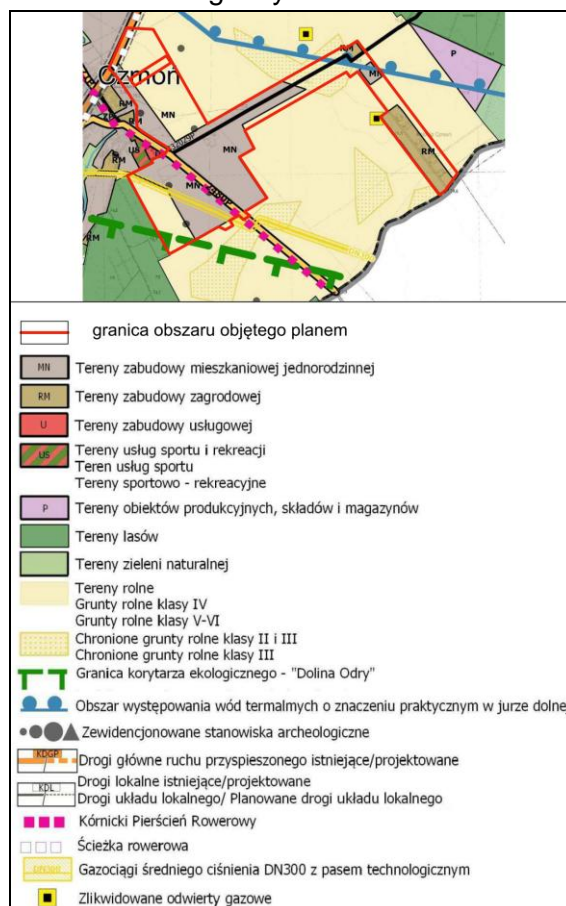 Czmoń
P
RM
MN
RM
MN
MN
RM
RM
US
RM
MN
RM
granica obszaru objętego planem
MN Tereny zabudowy mieszkaniowej jednorodzinnej
RM Tereny zabudowy zagrodowej
U Tereny zabudowy usługowej
US Tereny usług sportu i rekreacji
Teren usług sportu
Tereny sportowo - rekreacyjne
P Tereny obiektów produkcyjnych, składów i magazynów
Tereny lasów
Tereny zieleni naturalnej
Tereny rolne
Grunty rolne klasy IV
Grunty rolne klasy V-VI
Chronione grunty rolne klasy II i III
Chronione grunty rolne klasy III
Granica korytarza ekologicznego - "Dolina Odry"
Obszar występowania wód termalnych o znaczeniu praktycznym w jurze dolnej
Zewidencjonowane stanowiska archeologiczne
KDGP Drogi główne ruchu przyspieszonego istniejące/projektowane
KDL Drogi lokalne istniejące/projektowane
Drogi układu lokalnego/ Planowane drogi układu lokalnego
Kórnicki Pierścień Rowerowy
Ścieżka rowerowa
DN300 Gazociągi średniego ciśnienia DN300 z pasem technologicznym
Zlikwidowane odwierty gazowe